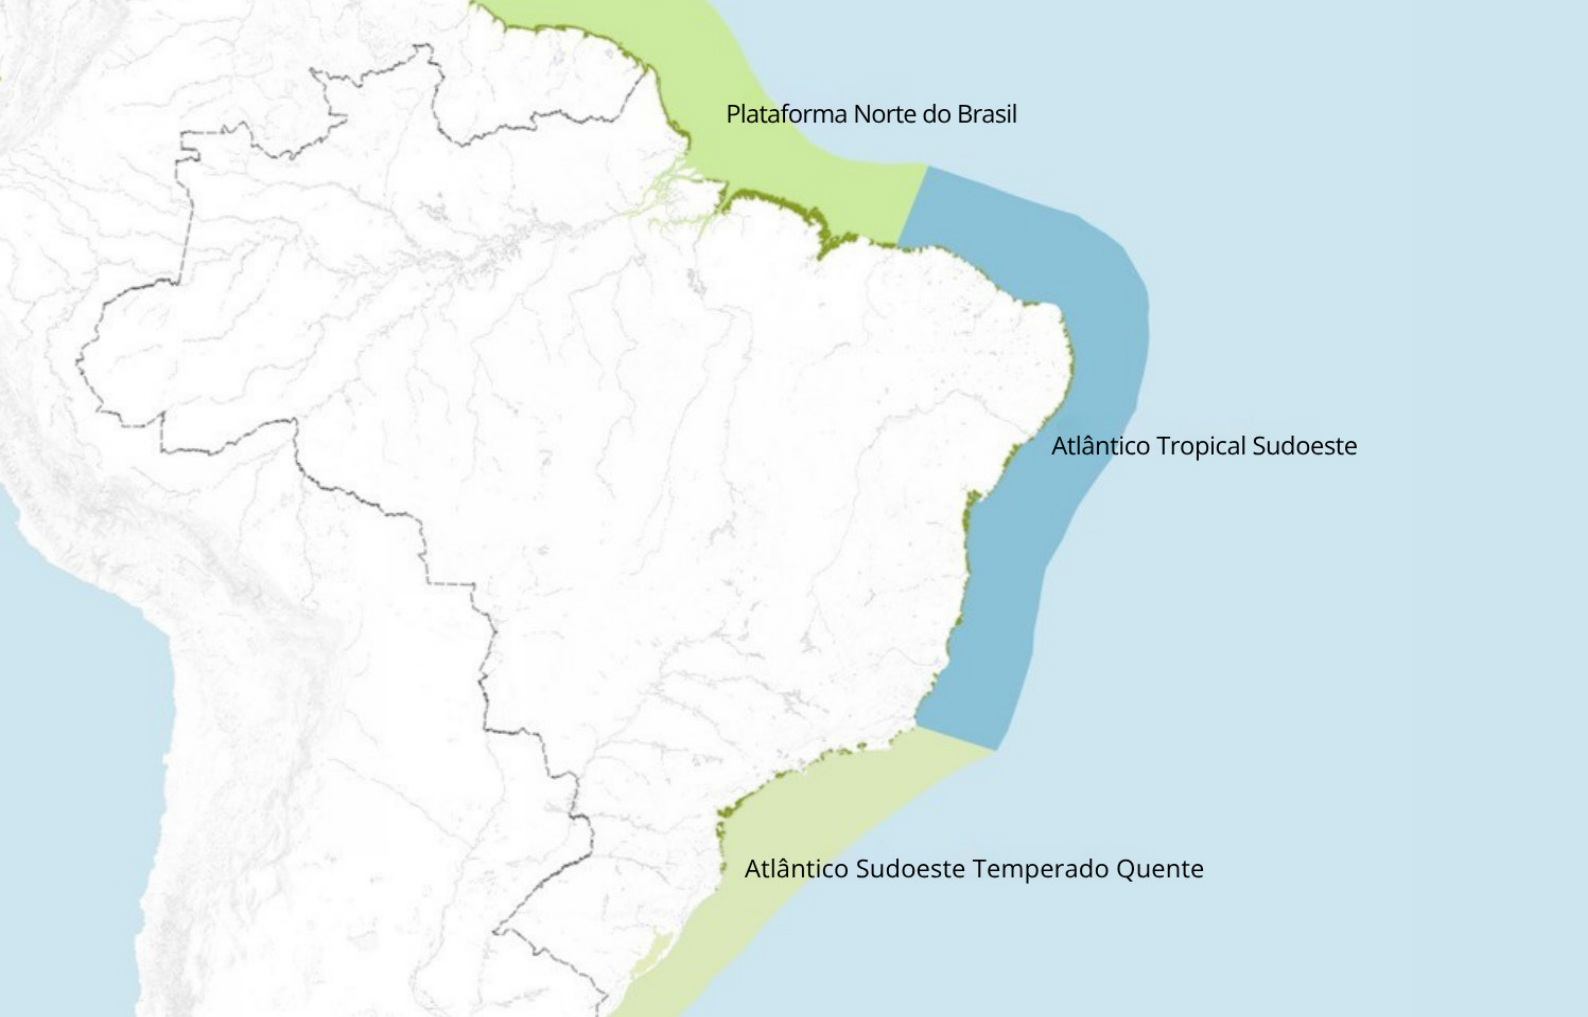 Plataforma Norte do Brasil
Atlântico Tropical Sudoeste
Atlântico Sudoeste Temperado Quente